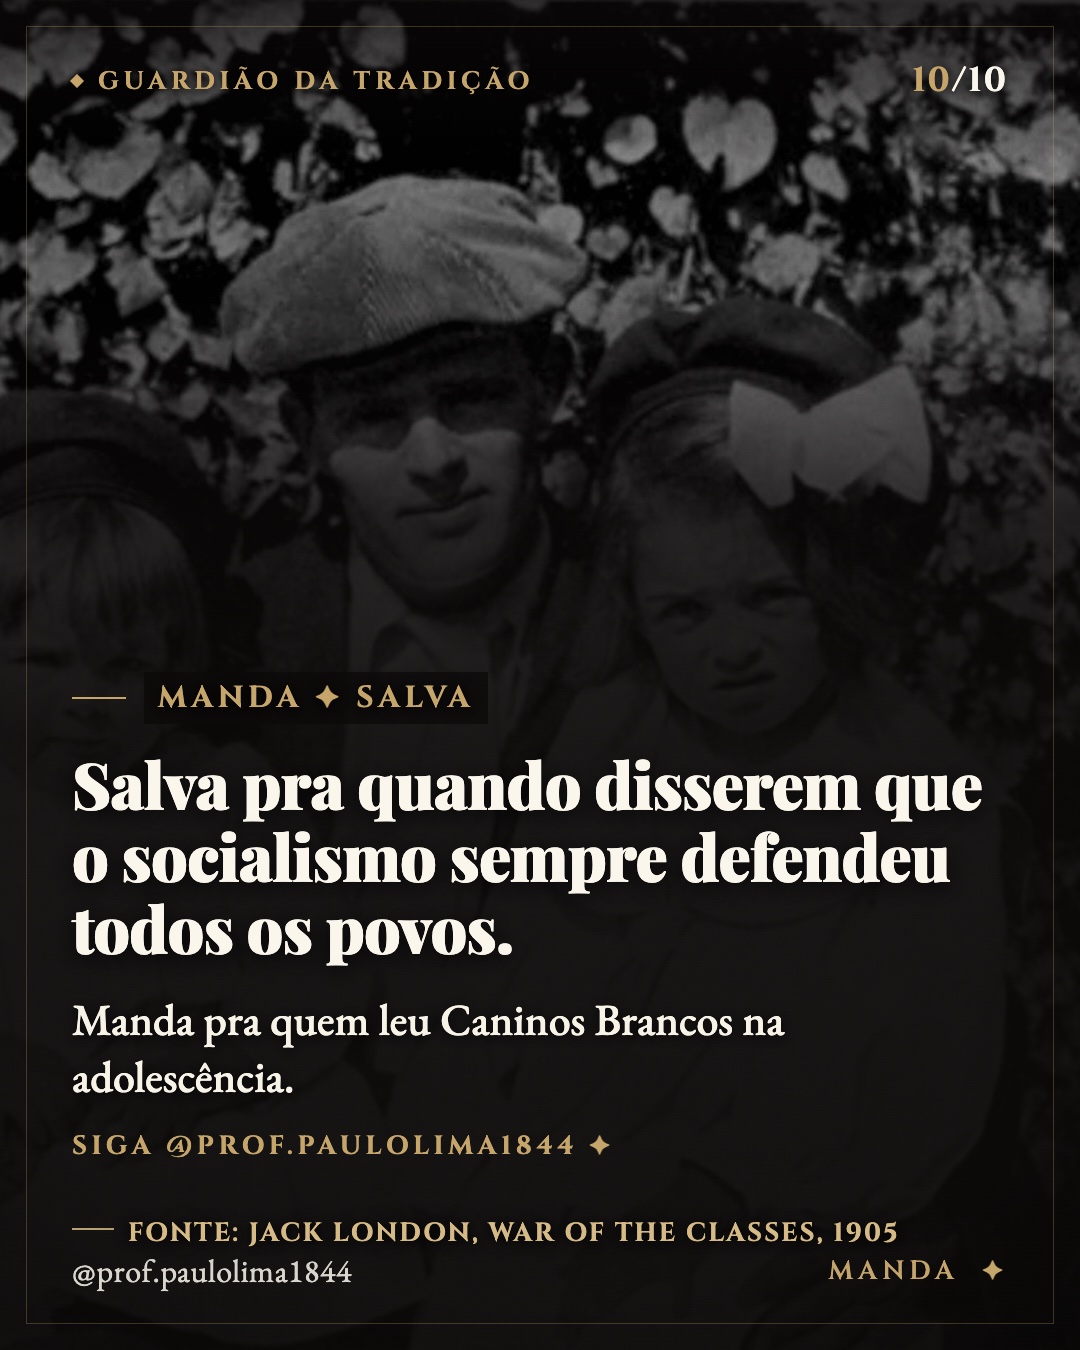 ◆ GUARDIÃO DA TRADIÇÃO
10/10
MANDA ✦ SALVA
Salva pra quando disserem que
o socialismo sempre defendeu
todos os povos.
Manda pra quem leu Caninos Brancos na
adolescência.
SIGA @PROF.PAULOLIMA1844 ✦
FONTE: JACK LONDON, WAR OF THE CLASSES, 1905
@prof.paulolima1844
MANDA ✦